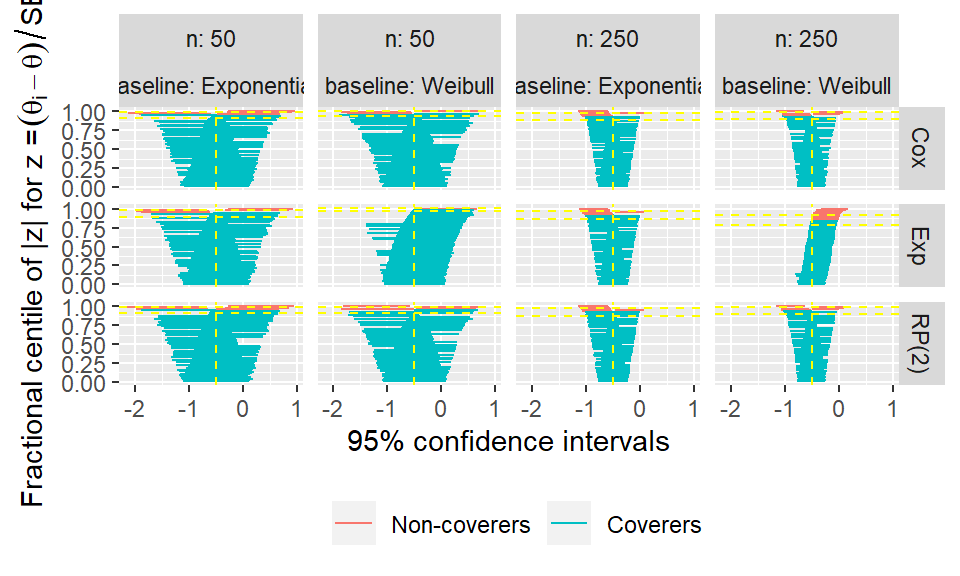 n: 50
n: 50
n: 250
n: 250
aseline: Exponentia
baseline: Weibull
aseline: Exponentia
baseline: Weibull
Fractional centile of |z| for z = (θi − θ) / SE
1.00
0.75
0.50
0.25
0.00
Cox
1.00
0.75
0.50
0.25
0.00
Exp
1.00
0.75
0.50
0.25
0.00
RP(2)
-2 -1 0 1
-2 -1 0 1
-2 -1 0 1
-2 -1 0 1
95% confidence intervals
Non-coverers
Coverers